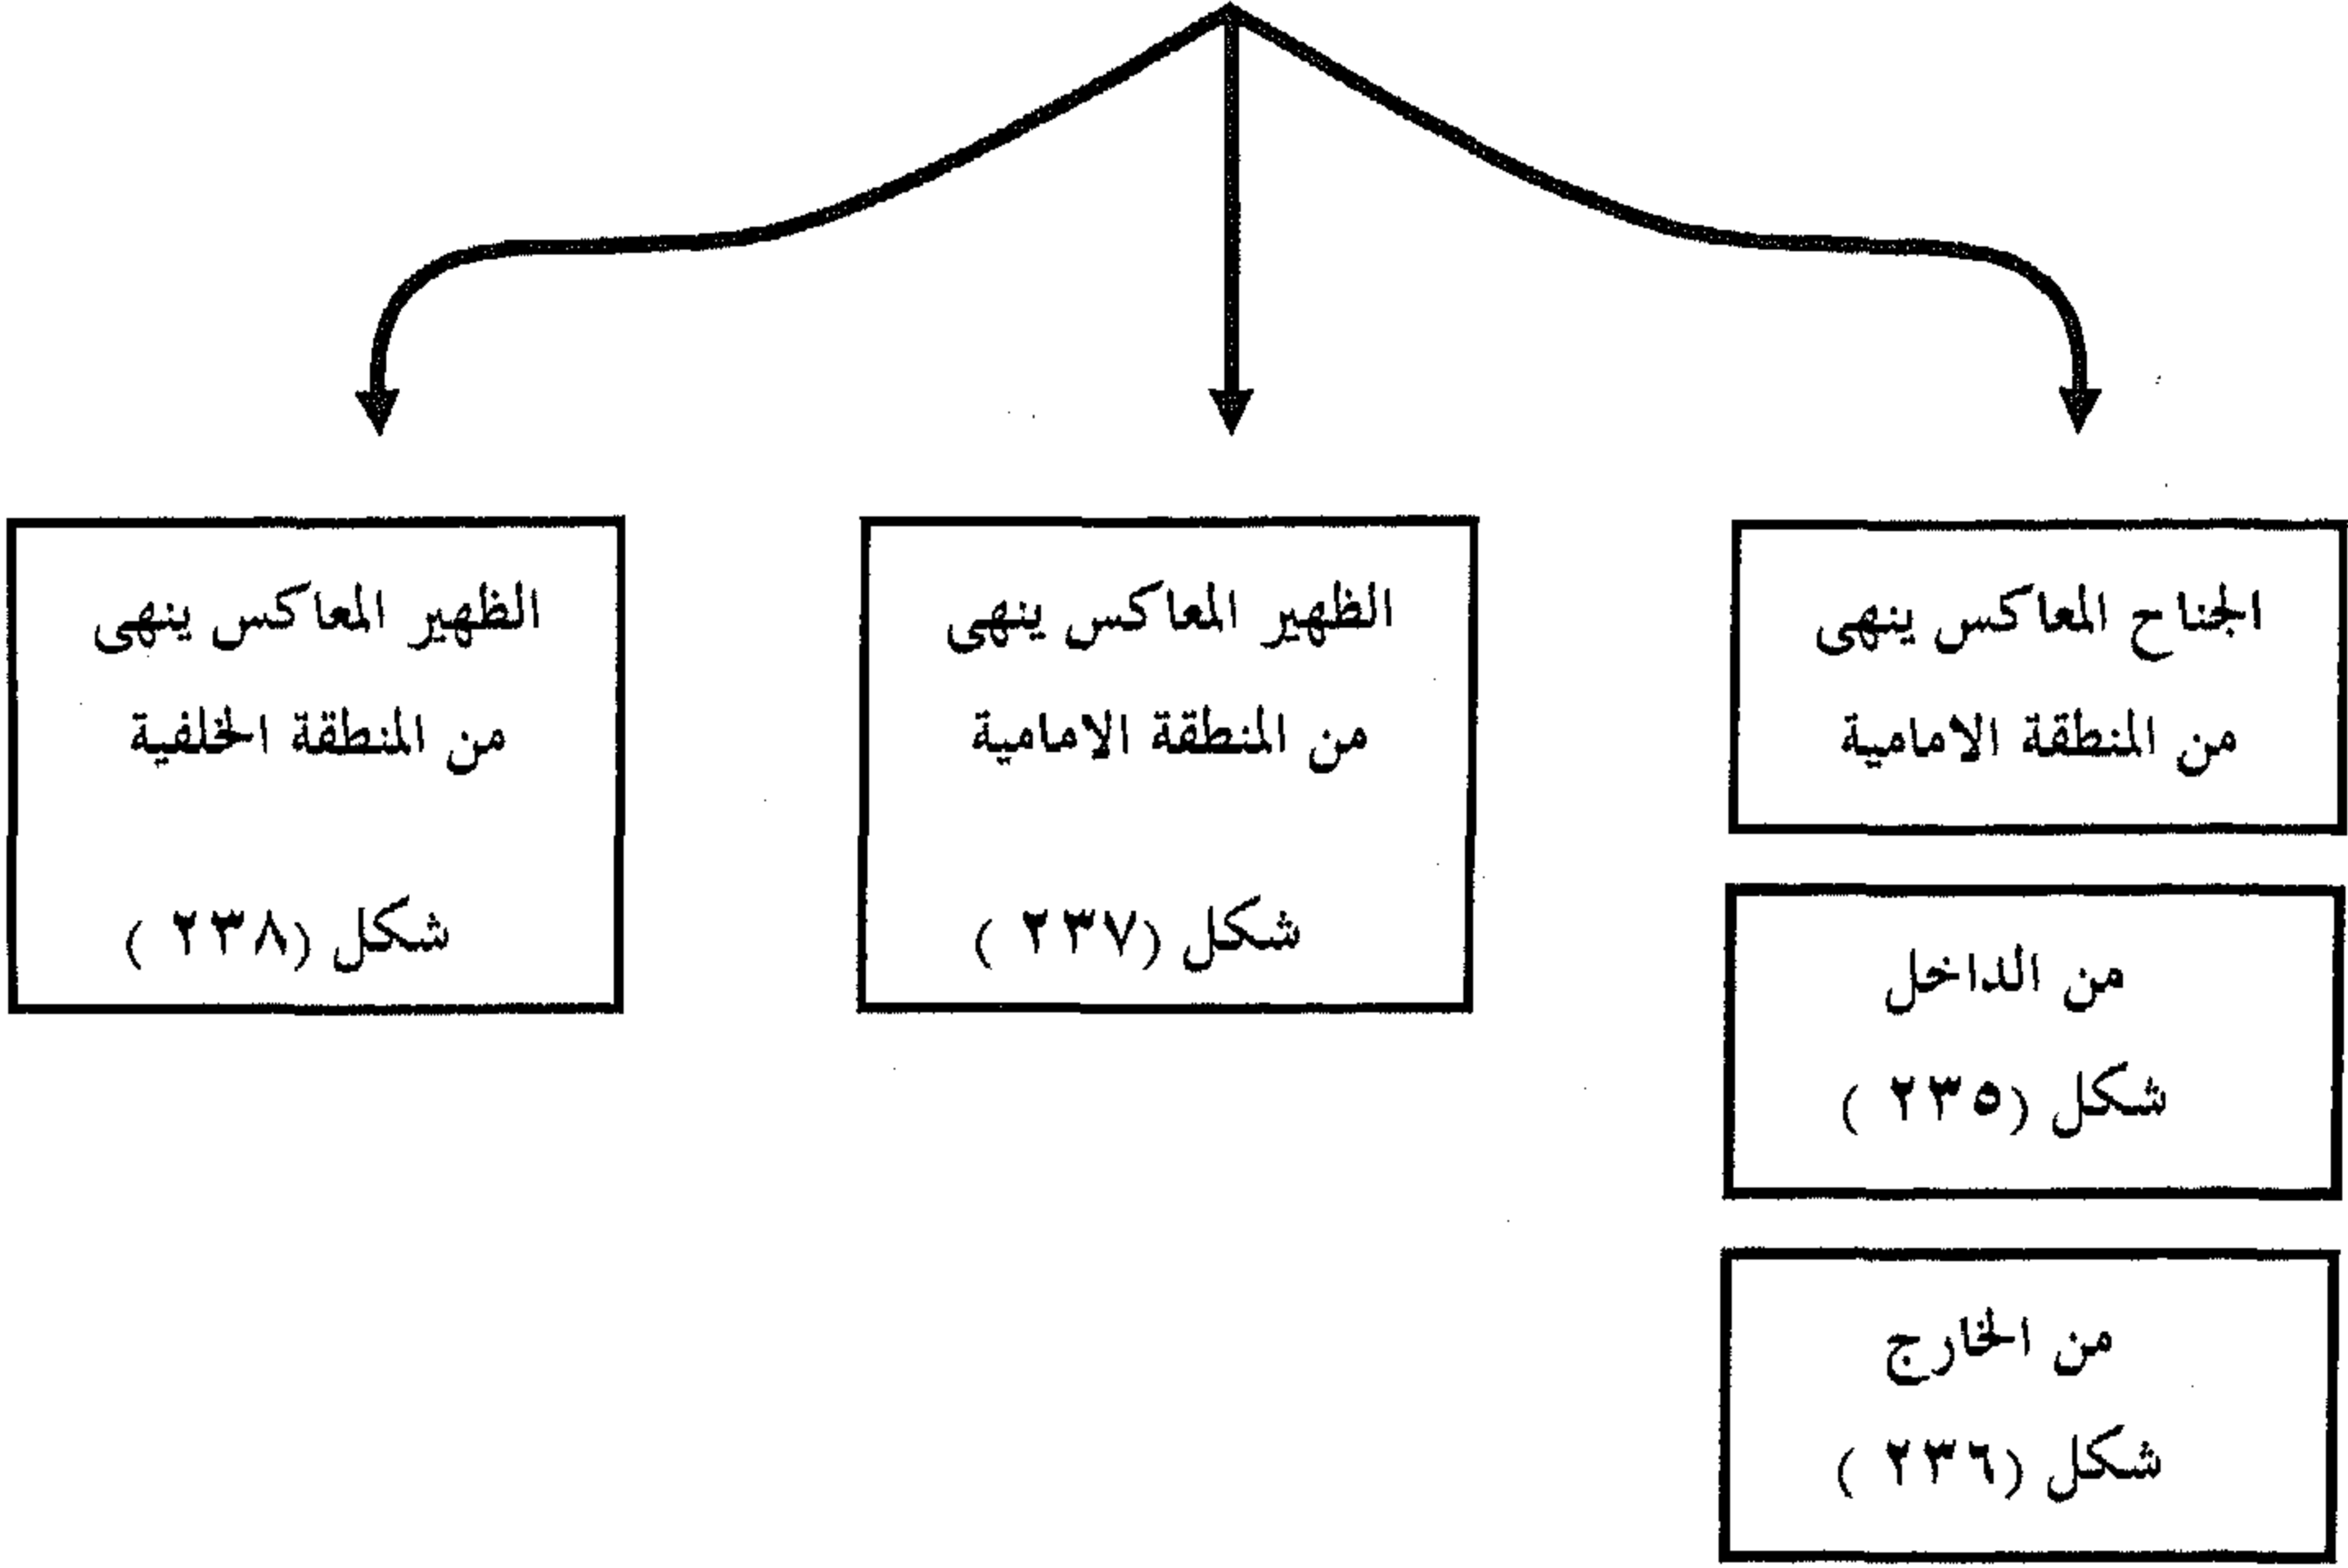 الجناح المعاكس ينهى
من المنطقة الامامية
من الداخل
شكل (٢٣٥ )
من الخارج
شكل (٢٣٦ )
الظهير المعاكس ينهى
من المنطقة الامامية
شكل (٢٣٧ )
الظهير المعاكس ينهى
من المنطقة الخلفية
شكل (٢٣٨ )